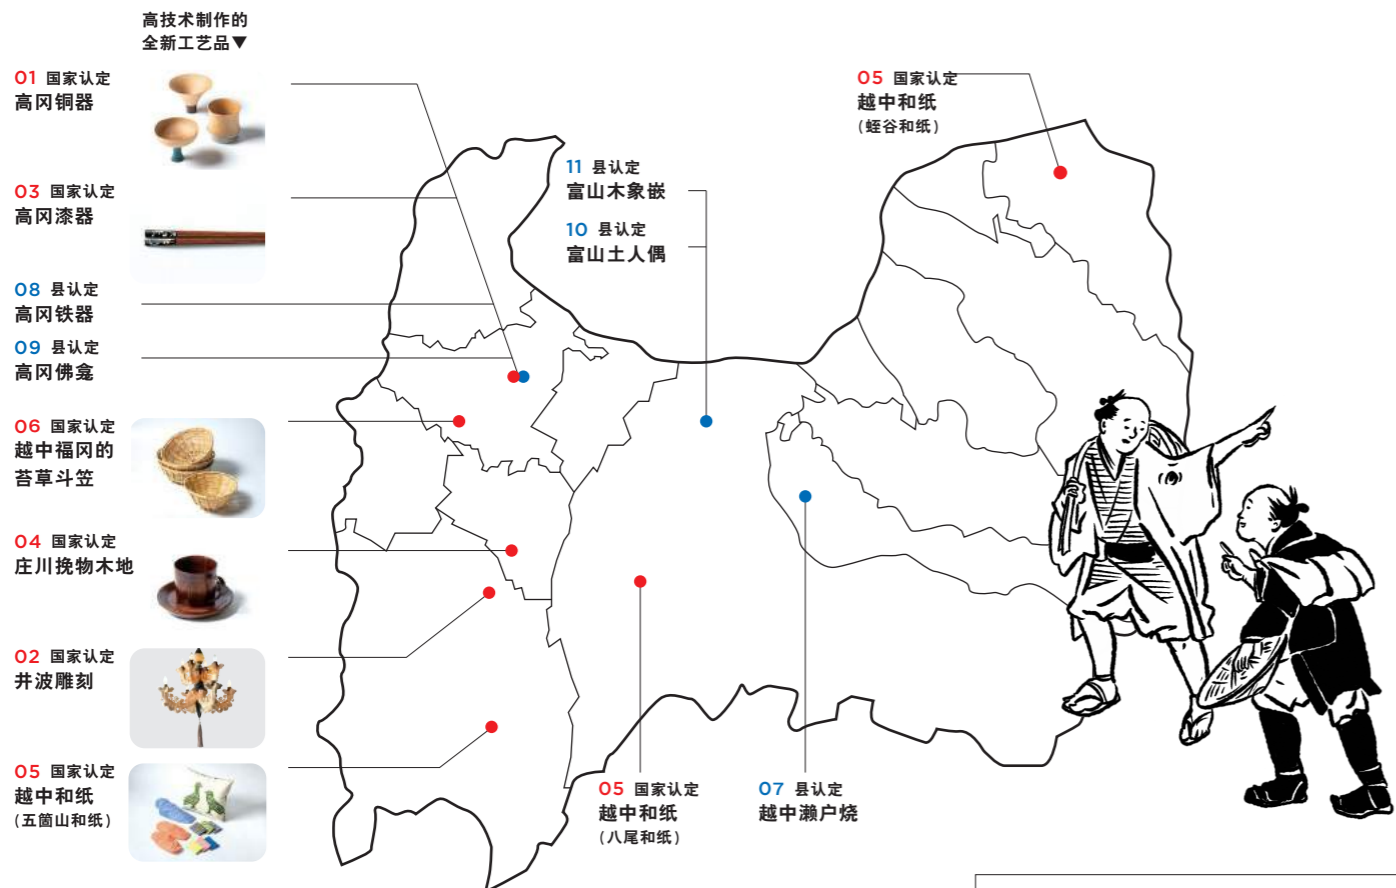 高技术制作的
全新工艺品▼
01 国家认定
高冈铜器
03 国家认定
高冈漆器
08 县认定
高冈铁器
09 县认定
高冈佛龛
06 国家认定
越中福冈的
苔草斗笠
04 国家认定
庄川挽物木地
02 国家认定
井波雕刻
05 国家认定
越中和纸
(五箇山和纸)
11 县认定
富山木象嵌
10 县认定
富山土人偶
05 国家认定
越中和纸
(蛭谷和纸)
05 国家认定
越中和纸
(八尾和纸)
07 县认定
越中濑户烧